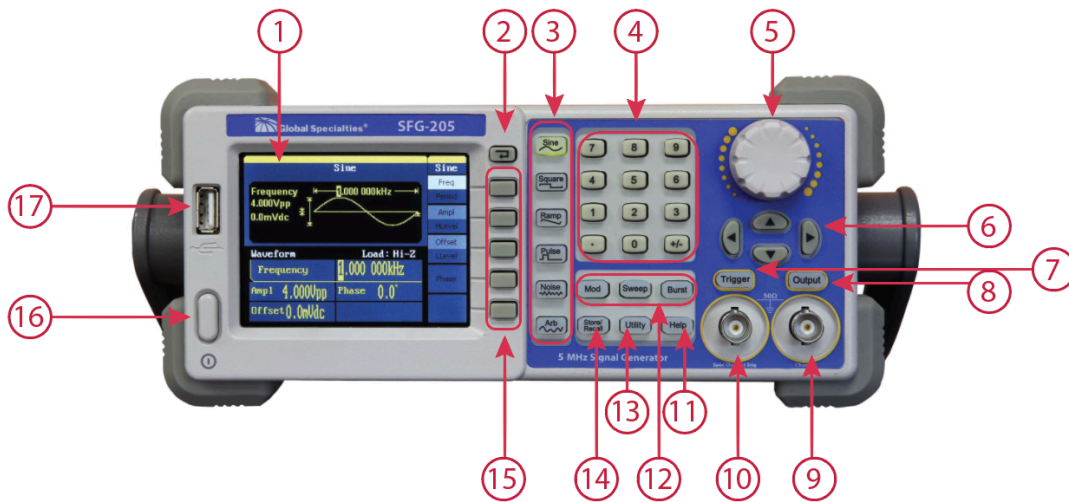 1
2
3
4
5
Global Specialties® SFG-205
Sine
Sine
Frequency
1.000 000kHz
4.000Vpp
0.0mVdc
Freq
Period
Ampl
HLevel
Offset
LLevel
Phase
Waveform Load: Hi-Z
Frequency 1.000 000kHz
Ampl 4.000Vpp Phase 0.0°
Offset 0.0mVdc
Sine
Square
Ramp
Pulse
Noise
Arb
7 8 9
4 5 6
1 2 3
. 0 +/-
Mod Sweep Burst
Store/Recall Utility Help
5 MHz Signal Generator
Trigger Output
50Ω
17
16
6
7
8
15
14
13
12
11
10
9